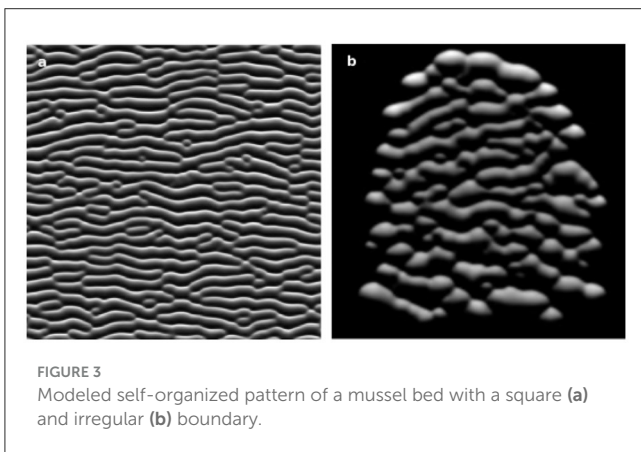 a
b
FIGURE 3
Modeled self-organized pattern of a mussel bed with a square (a)
and irregular (b) boundary.